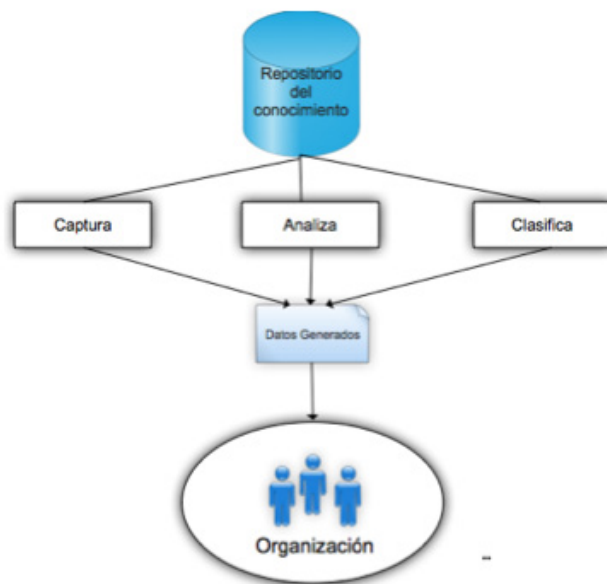 Repositorio
del
conocimiento
Captura
Analiza
Clasifica
Datos Generados
Organización
--